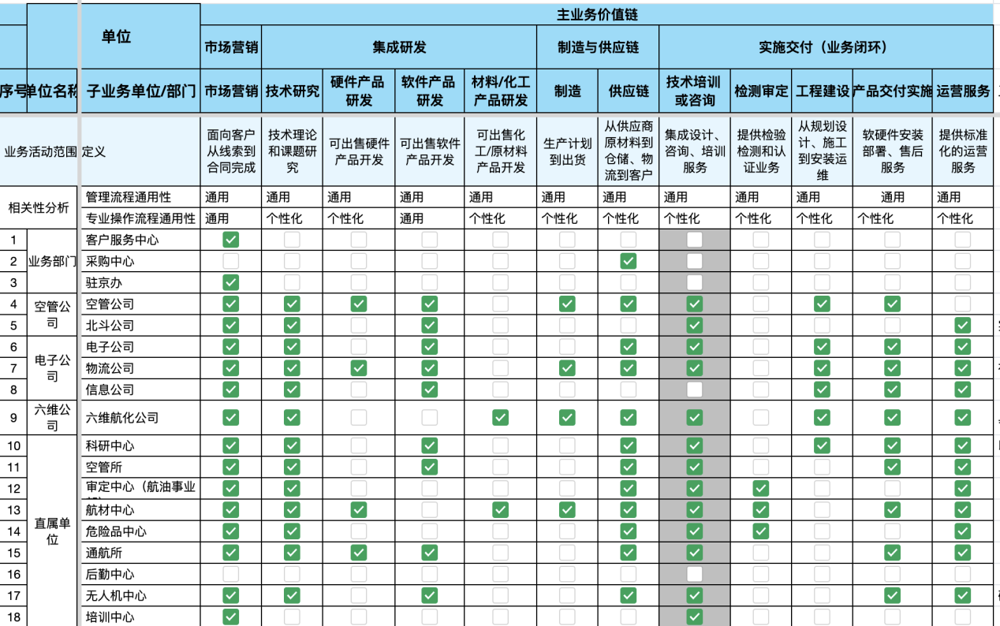 主业务价值链
单位
市场营销 集成研发 制造与供应链 实施交付（业务闭环）
序号 单位名称 子业务单位/部门 市场营销 技术研究 硬件产品研发 软件产品研发 材料/化工产品研发 制造 供应链 技术培训或咨询 检测审定 工程建设 产品交付实施 运营服务
业务活动范围 定义 面向客户从线索到合同完成 技术理论和课题研究 可出售硬件产品开发 可出售软件产品开发 可出售化工/原材料产品开发 生产计划到出货 从供应商原材料到仓储、物流到客户 集成设计、咨询、培训服务 提供检验检测和认证业务 从规划设计、施工到安装运维 软硬件安装部署、售后服务 提供标准化的运营服务
相关性分析 管理流程通用性 通用 通用 通用 通用 通用 通用 通用 通用 通用 通用 通用 通用
专业操作流程通用性 通用 个性化 个性化 通用 个性化 个性化 个性化 个性化 个性化 个性化 个性化 个性化
1 业务部门 客户服务中心
2 采购中心
3 驻京办
4 空管公司 空管公司
5 北斗公司
6 电子公司 电子公司
7 物流公司
8 信息公司
9 六维公司 六维航化公司
10 直属单位 科研中心
11 空管所
12 审定中心（航油事业
13 航材中心
14 危险品中心
15 通航所
16 后勤中心
17 无人机中心
18 培训中心